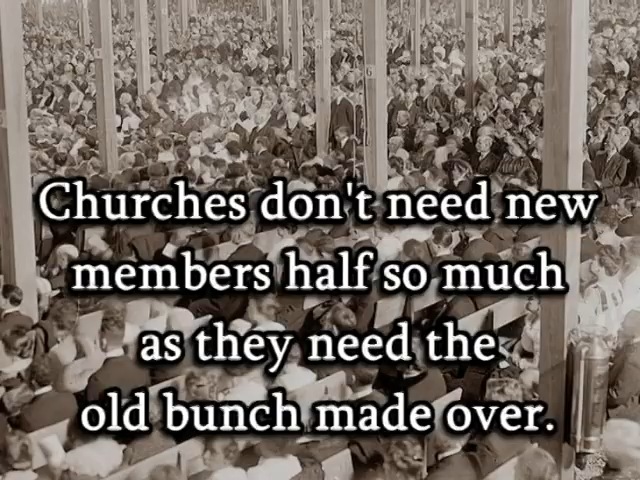 Churches don't need new
members half so much
as they need the
old bunch made over.